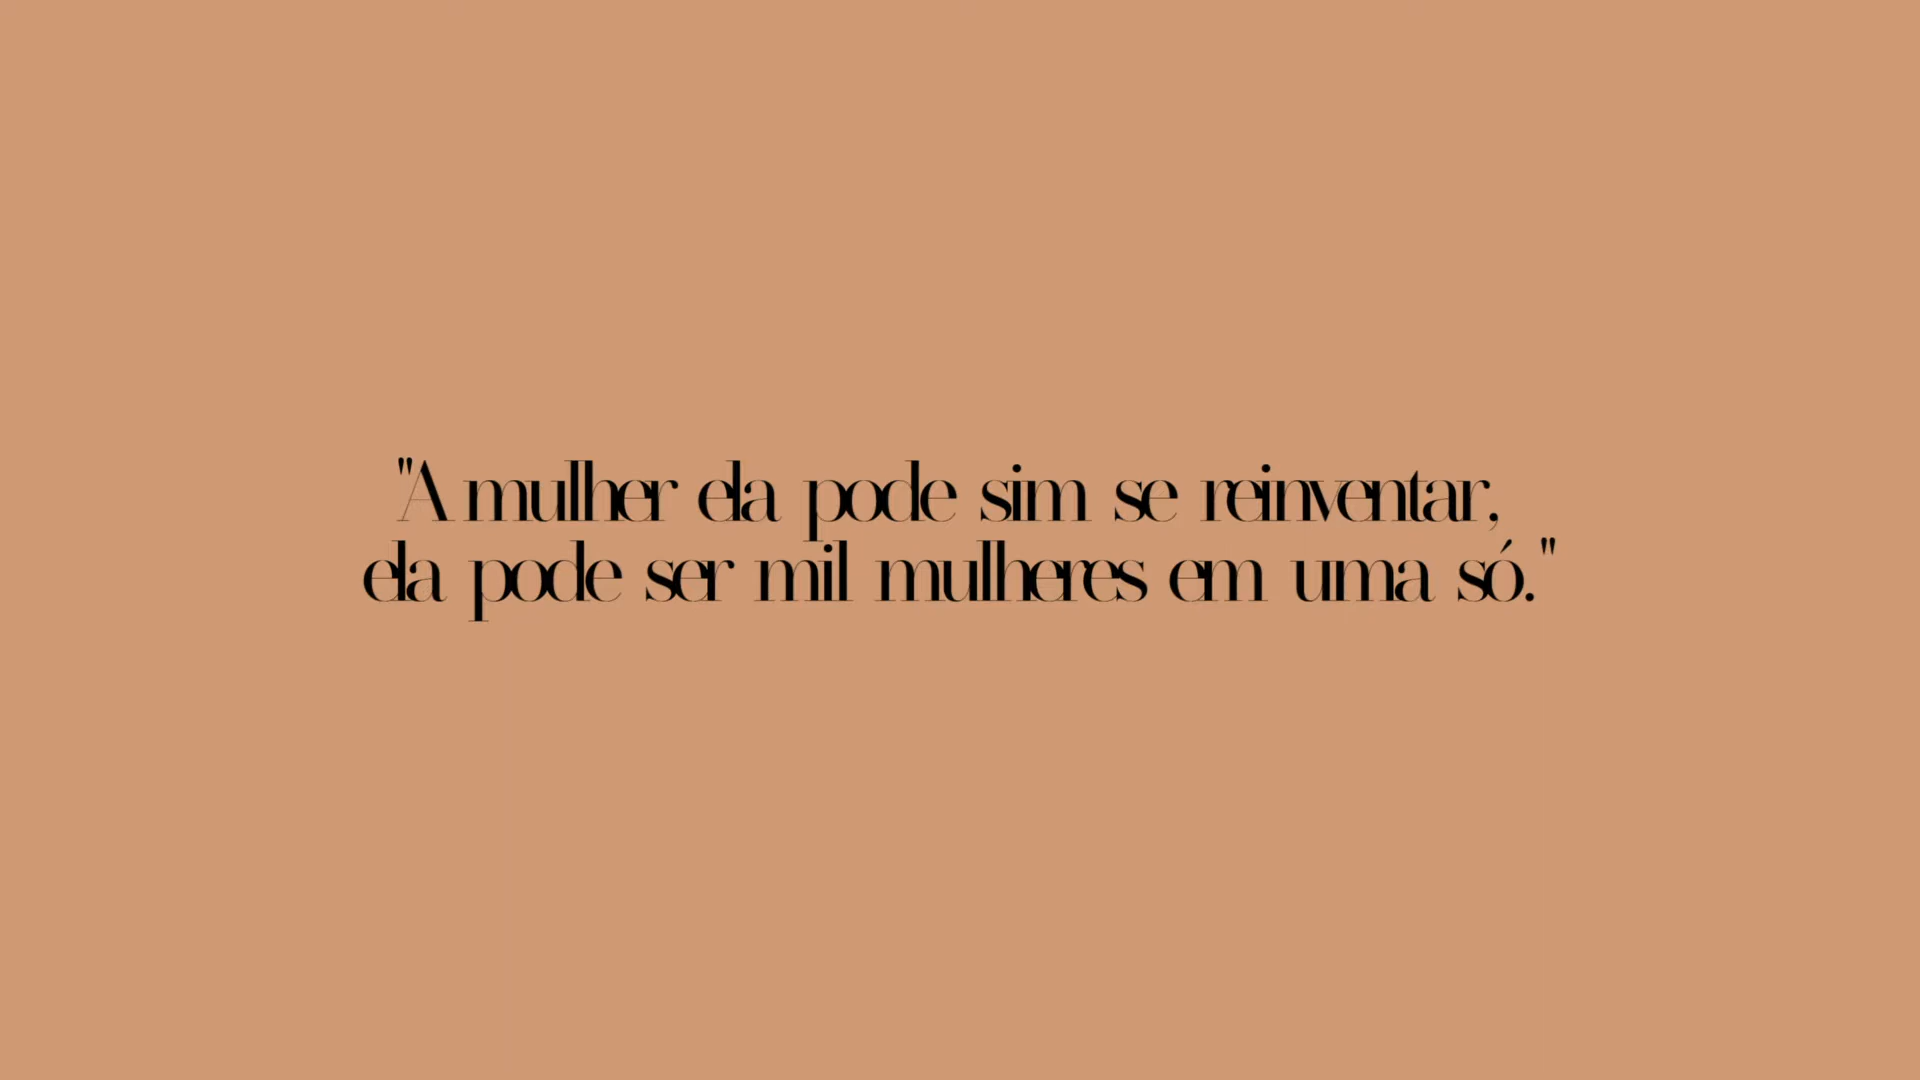 "A mulher ela pode sim se reinventar,
ela pode ser mil mulheres em uma só."